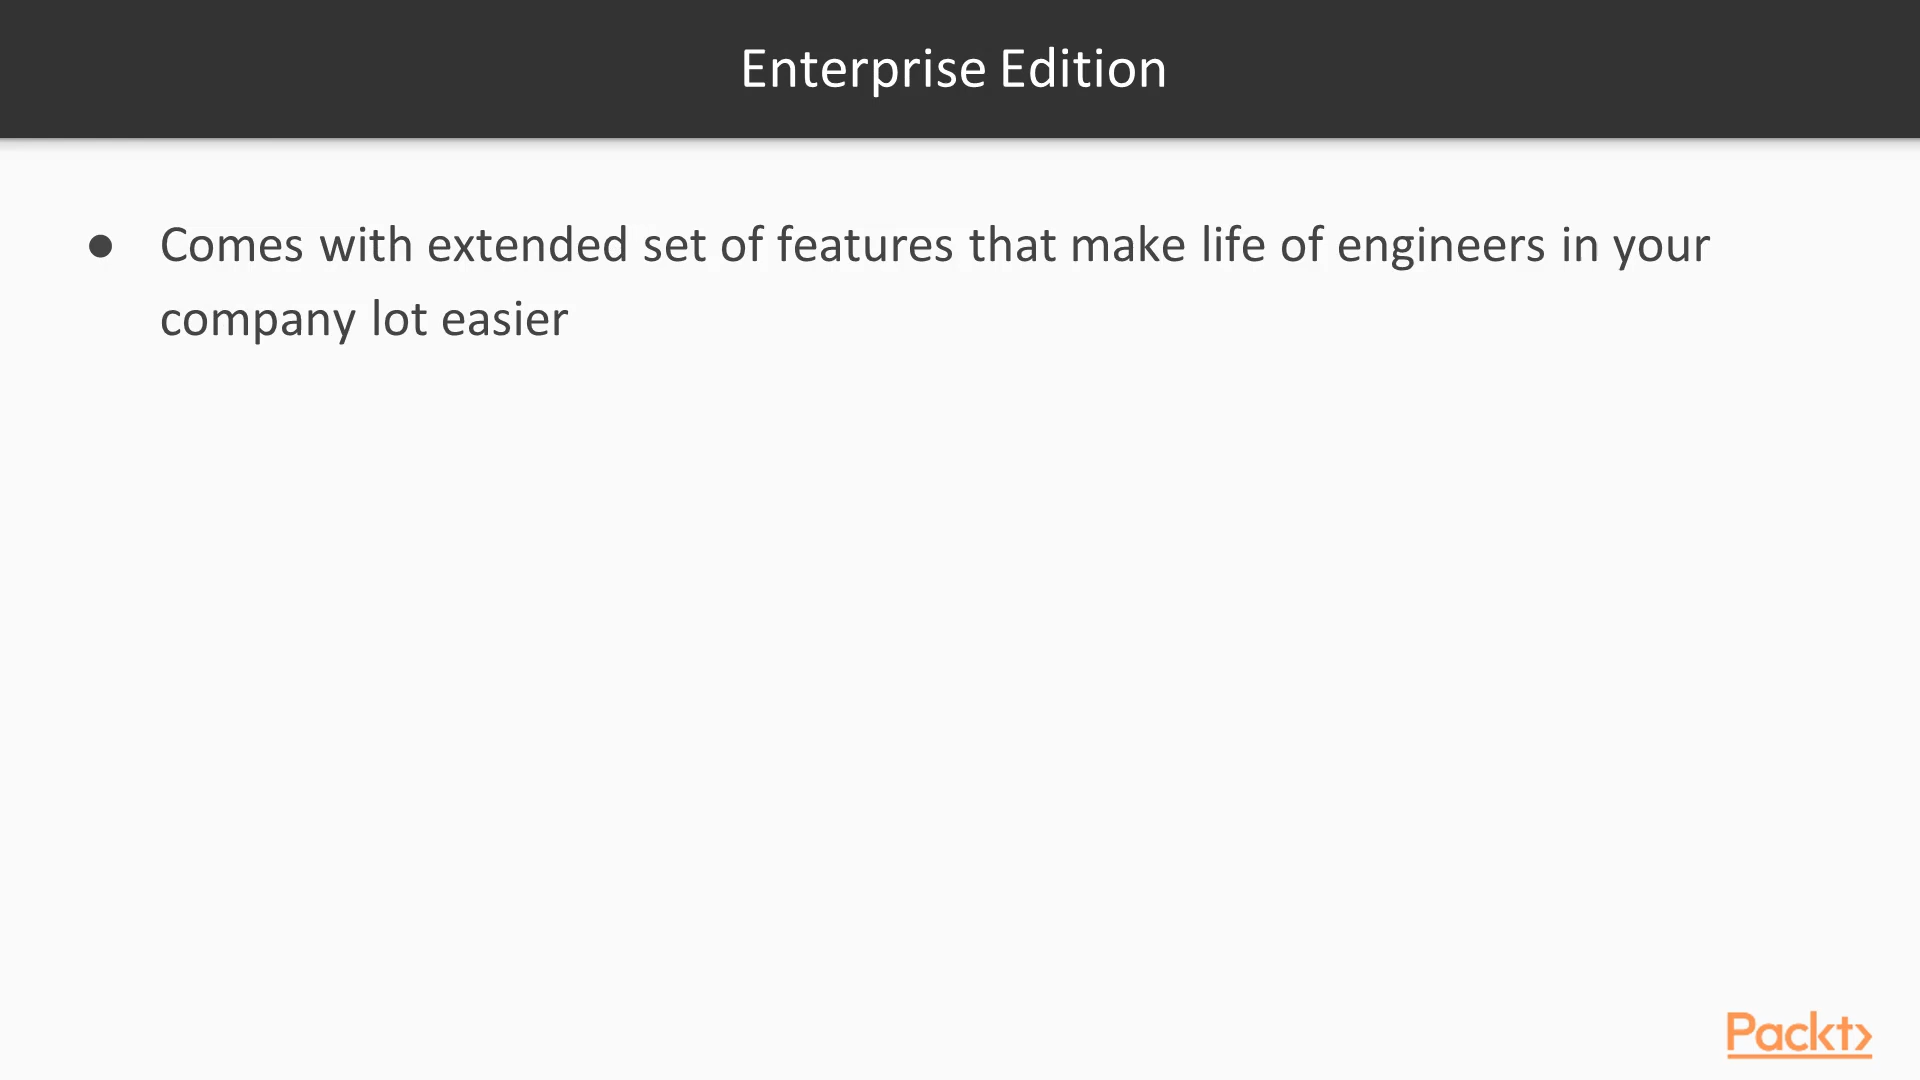 Enterprise Edition
● Comes with extended set of features that make life of engineers in your
company lot easier
Packt>